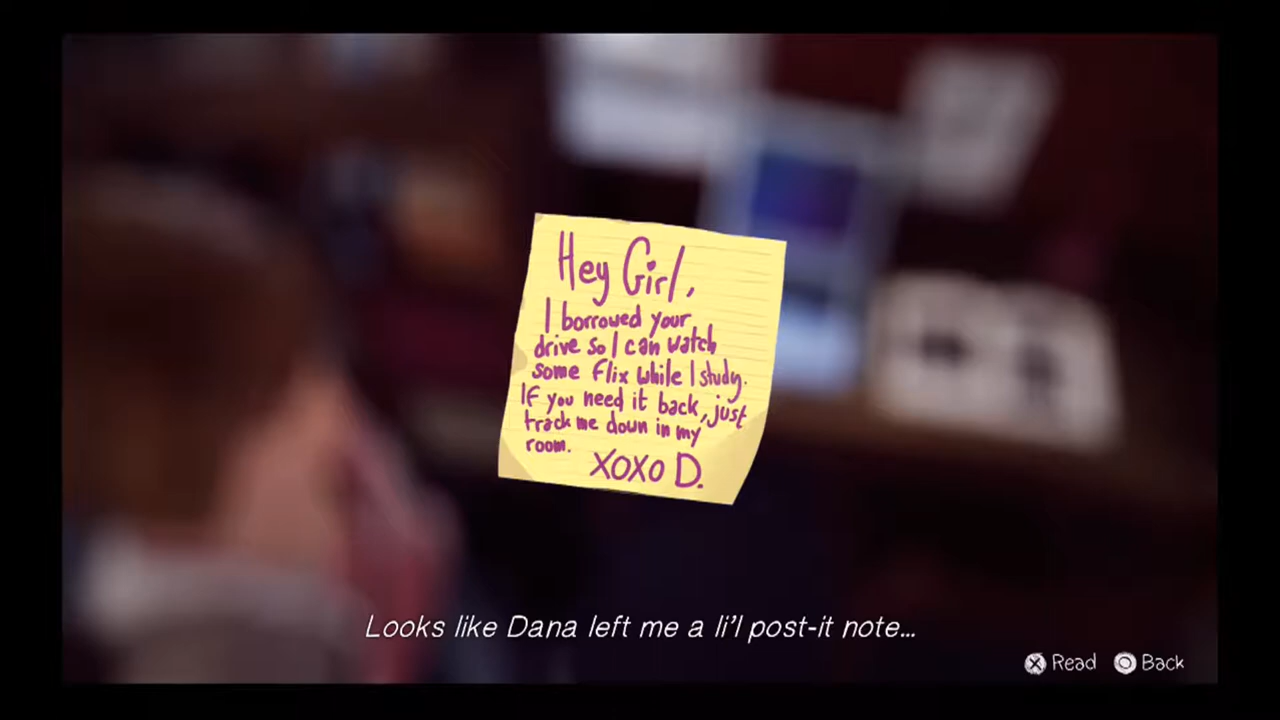 Hey Girl,
I borrowed your
drive so I can watch
some flix while I study.
If you need it back, just
track me down in my
room.
XOXO D.
Looks like Dana left me a li'l post-it note...
Read
Back